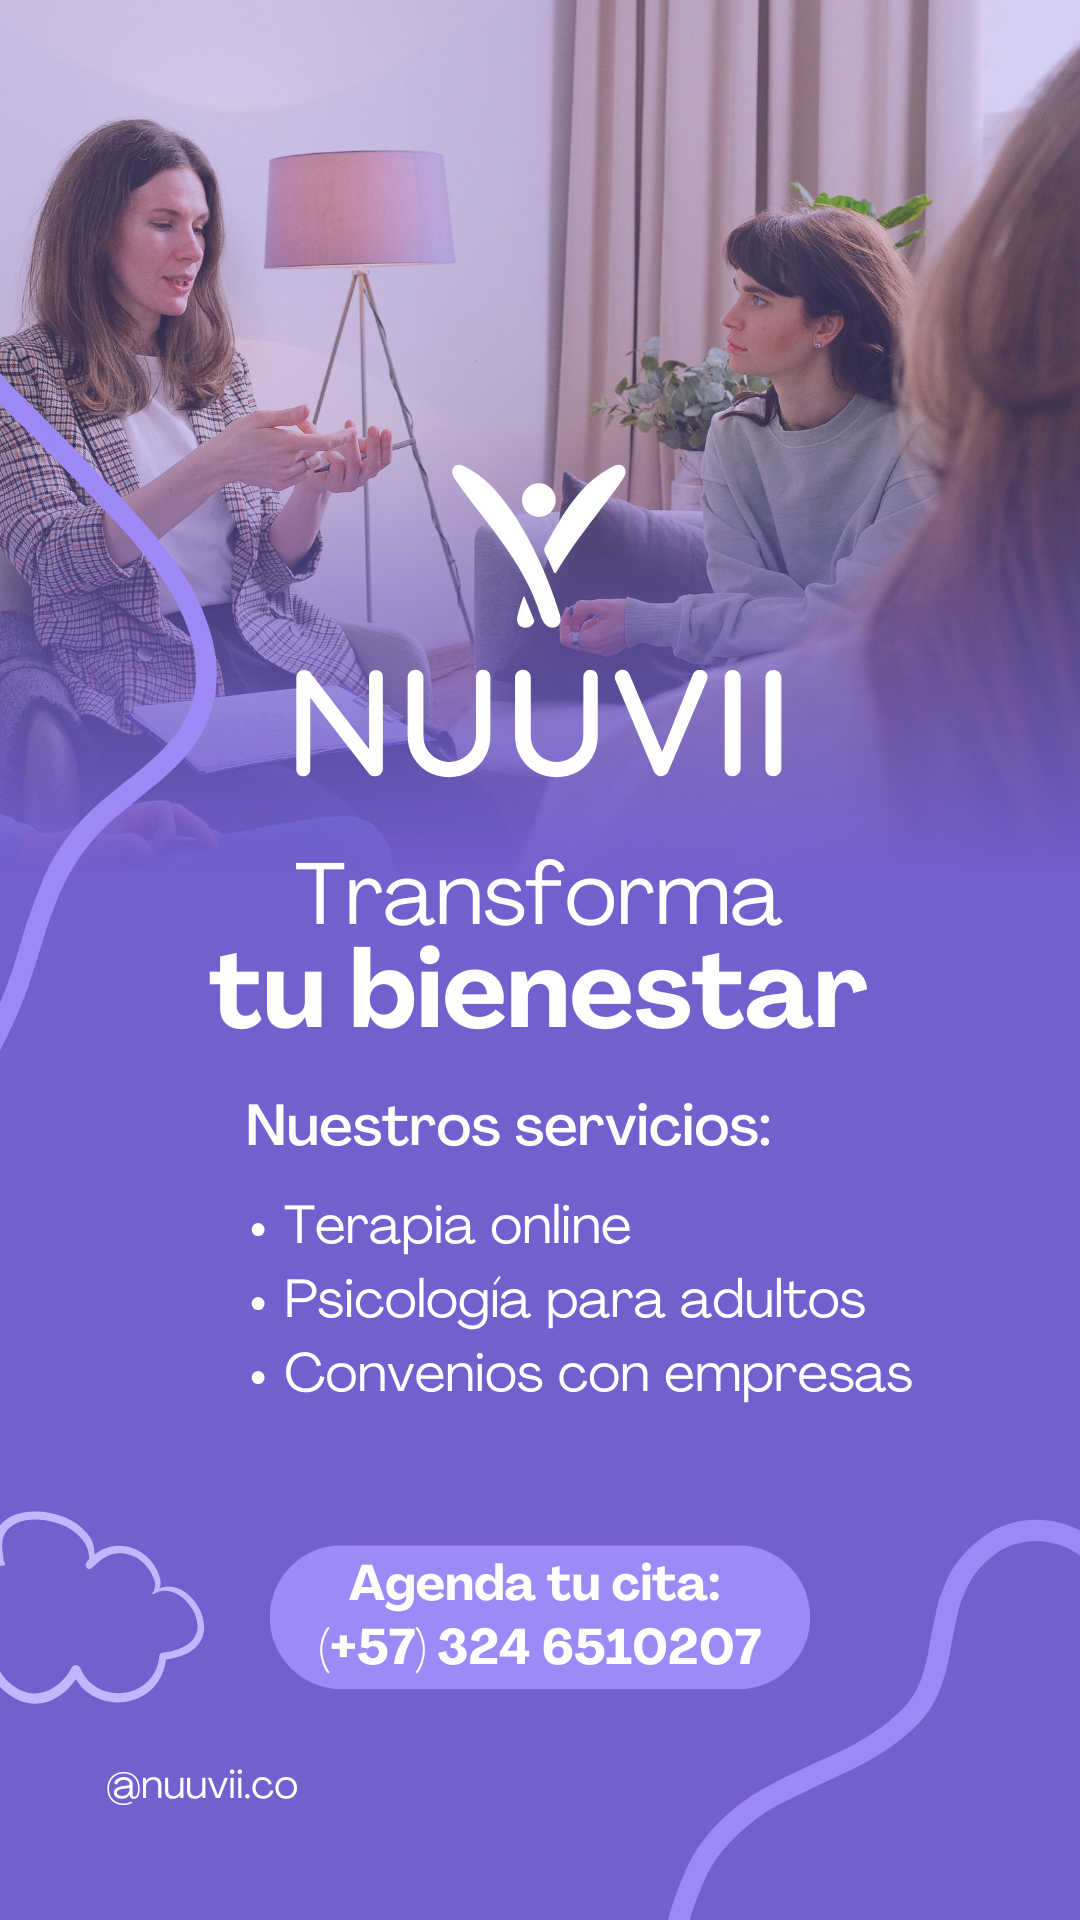 NUUVII
Transforma
tu bienestar
Nuestros servicios:
• Terapia online
• Psicología para adultos
• Convenios con empresas
Agenda tu cita:
(+57) 324 6510207
@nuuvii.co